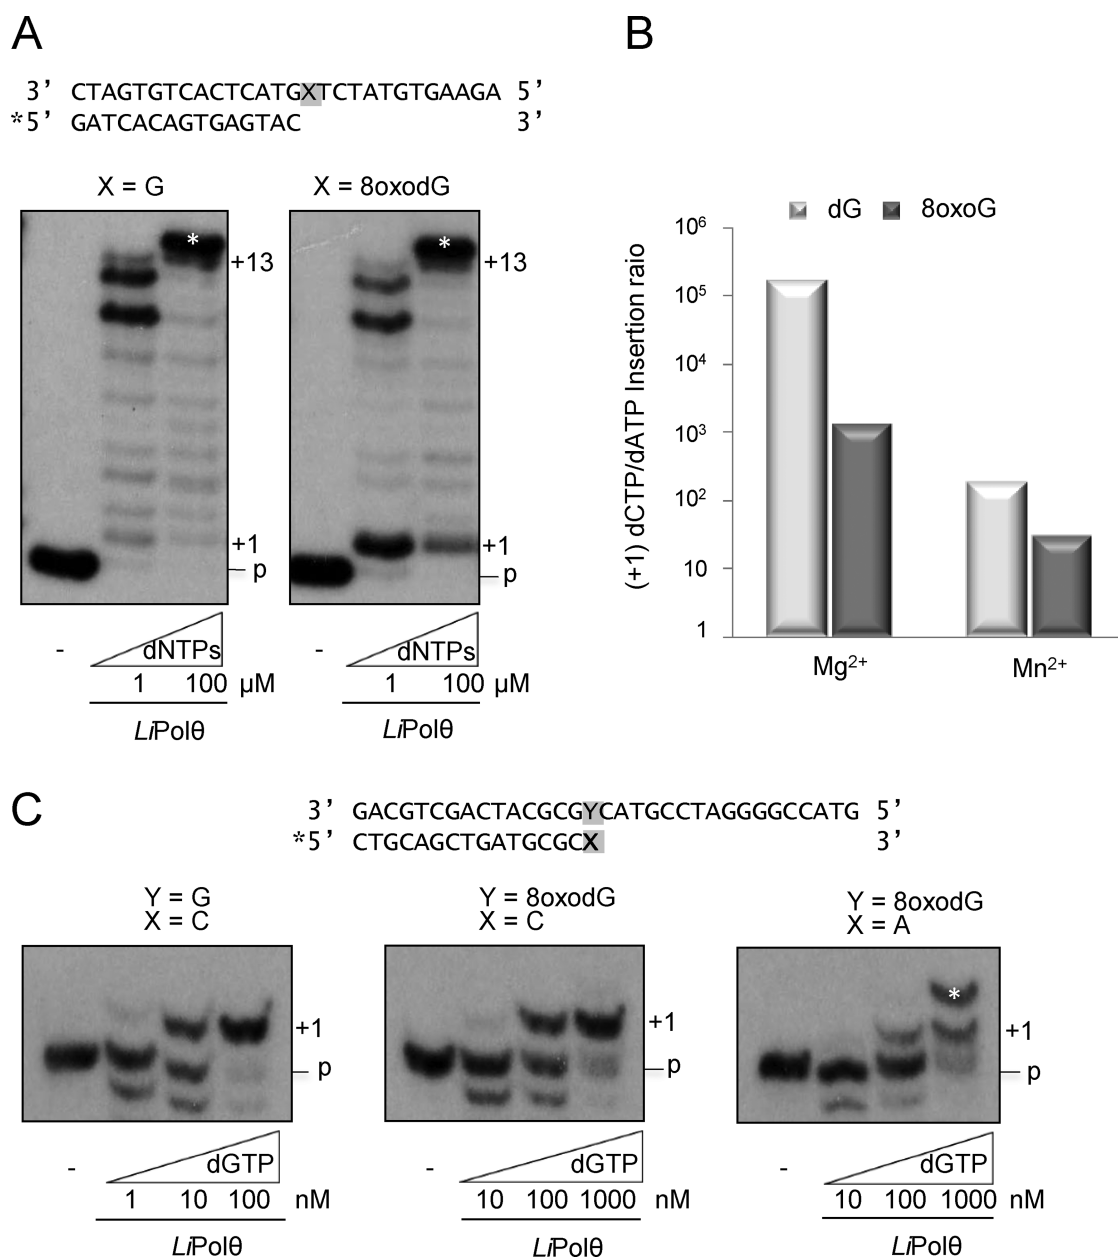 A
3’ CTAGTGTCACTCATGXTCTATGTGAAGA 5’
*5’ GATCACAGTGAGTAC 3’
X = G
X = 8oxodG
*
*
+13
+13
+1
p
+1
p
- dNTPs
- dNTPs
1 100 µM
1 100 µM
LiPolθ
LiPolθ
B
dG 8oxoG
(+1) dCTP/dATP Insertion raio
10⁶
10⁵
10⁴
10³
10²
10
1
Mg²⁺
Mn²⁺
C
3’ GACGTCGACTACGCGYCATGCCTAGGGGCCATG 5’
*5’ CTGCAGCTGATGCGCX 3’
Y = G
X = C
+1
p
- dGTP
1 10 100 nM
LiPolθ
Y = 8oxodG
X = C
+1
p
- dGTP
10 100 1000 nM
LiPolθ
Y = 8oxodG
X = A
*
+1
p
- dGTP
10 100 1000 nM
LiPolθ